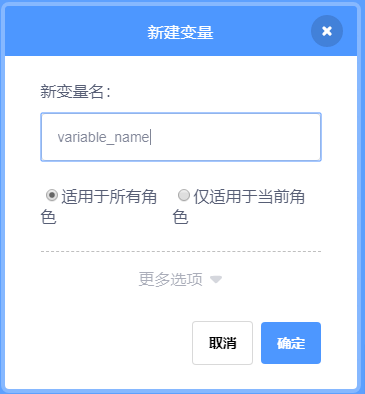 新建变量
新变量名：
variable_name
适用于所有角色
仅适用于当前角色
更多选项
取消
确定